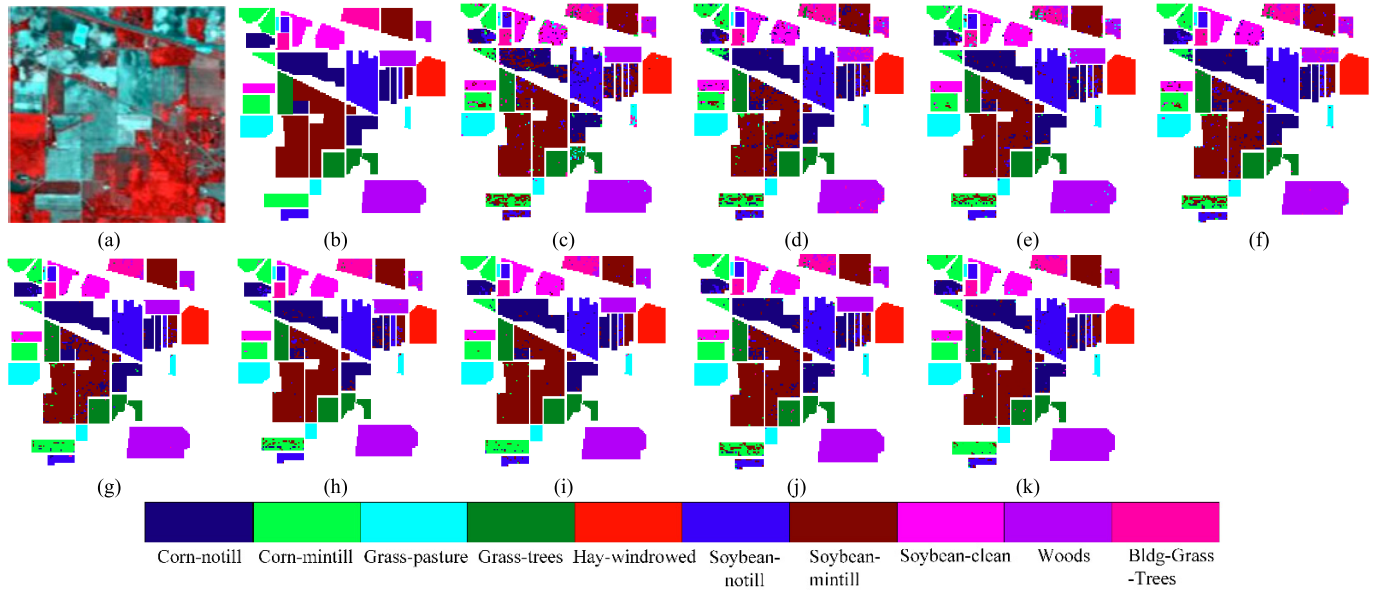 (a)
(b)
(c)
(d)
(e)
(f)
(g)
(h)
(i)
(j)
(k)
Corn-notill
Corn-mintill
Grass-pasture
Grass-trees
Hay-windrowed
Soybean-
notill
Soybean-
mintill
Soybean-clean
Woods
Bldg-Grass
-Trees